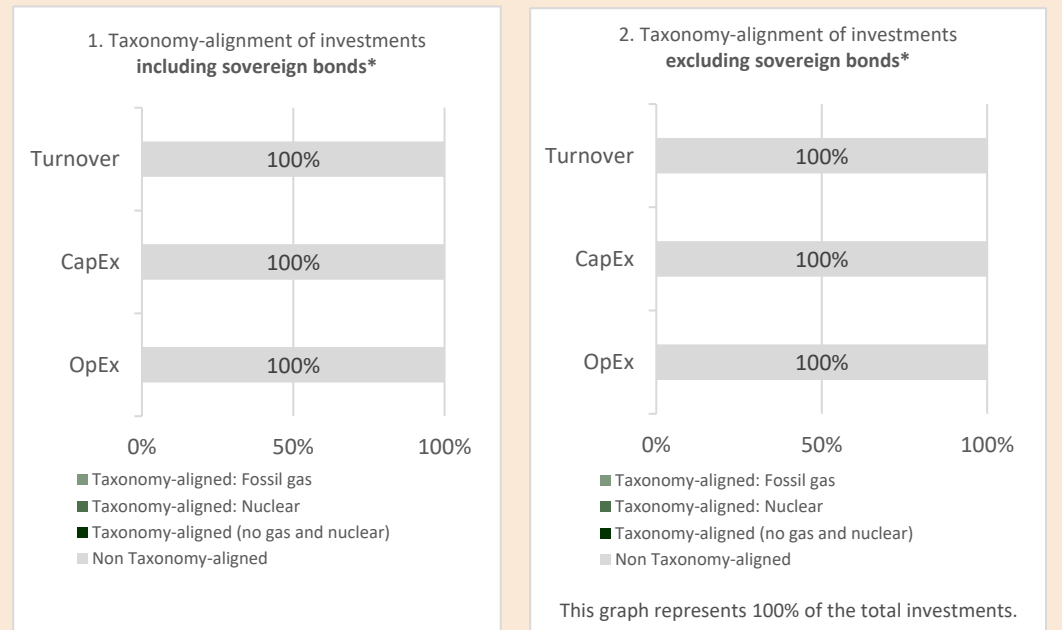 1. Taxonomy-alignment of investments
including sovereign bonds*
Turnover
100%
CapEx
100%
OpEx
100%
0%
50%
100%
Taxonomy-aligned: Fossil gas
Taxonomy-aligned: Nuclear
Taxonomy-aligned (no gas and nuclear)
Non Taxonomy-aligned
2. Taxonomy-alignment of investments
excluding sovereign bonds*
Turnover
100%
CapEx
100%
OpEx
100%
0%
50%
100%
Taxonomy-aligned: Fossil gas
Taxonomy-aligned: Nuclear
Taxonomy-aligned (no gas and nuclear)
Non Taxonomy-aligned
This graph represents 100% of the total investments.